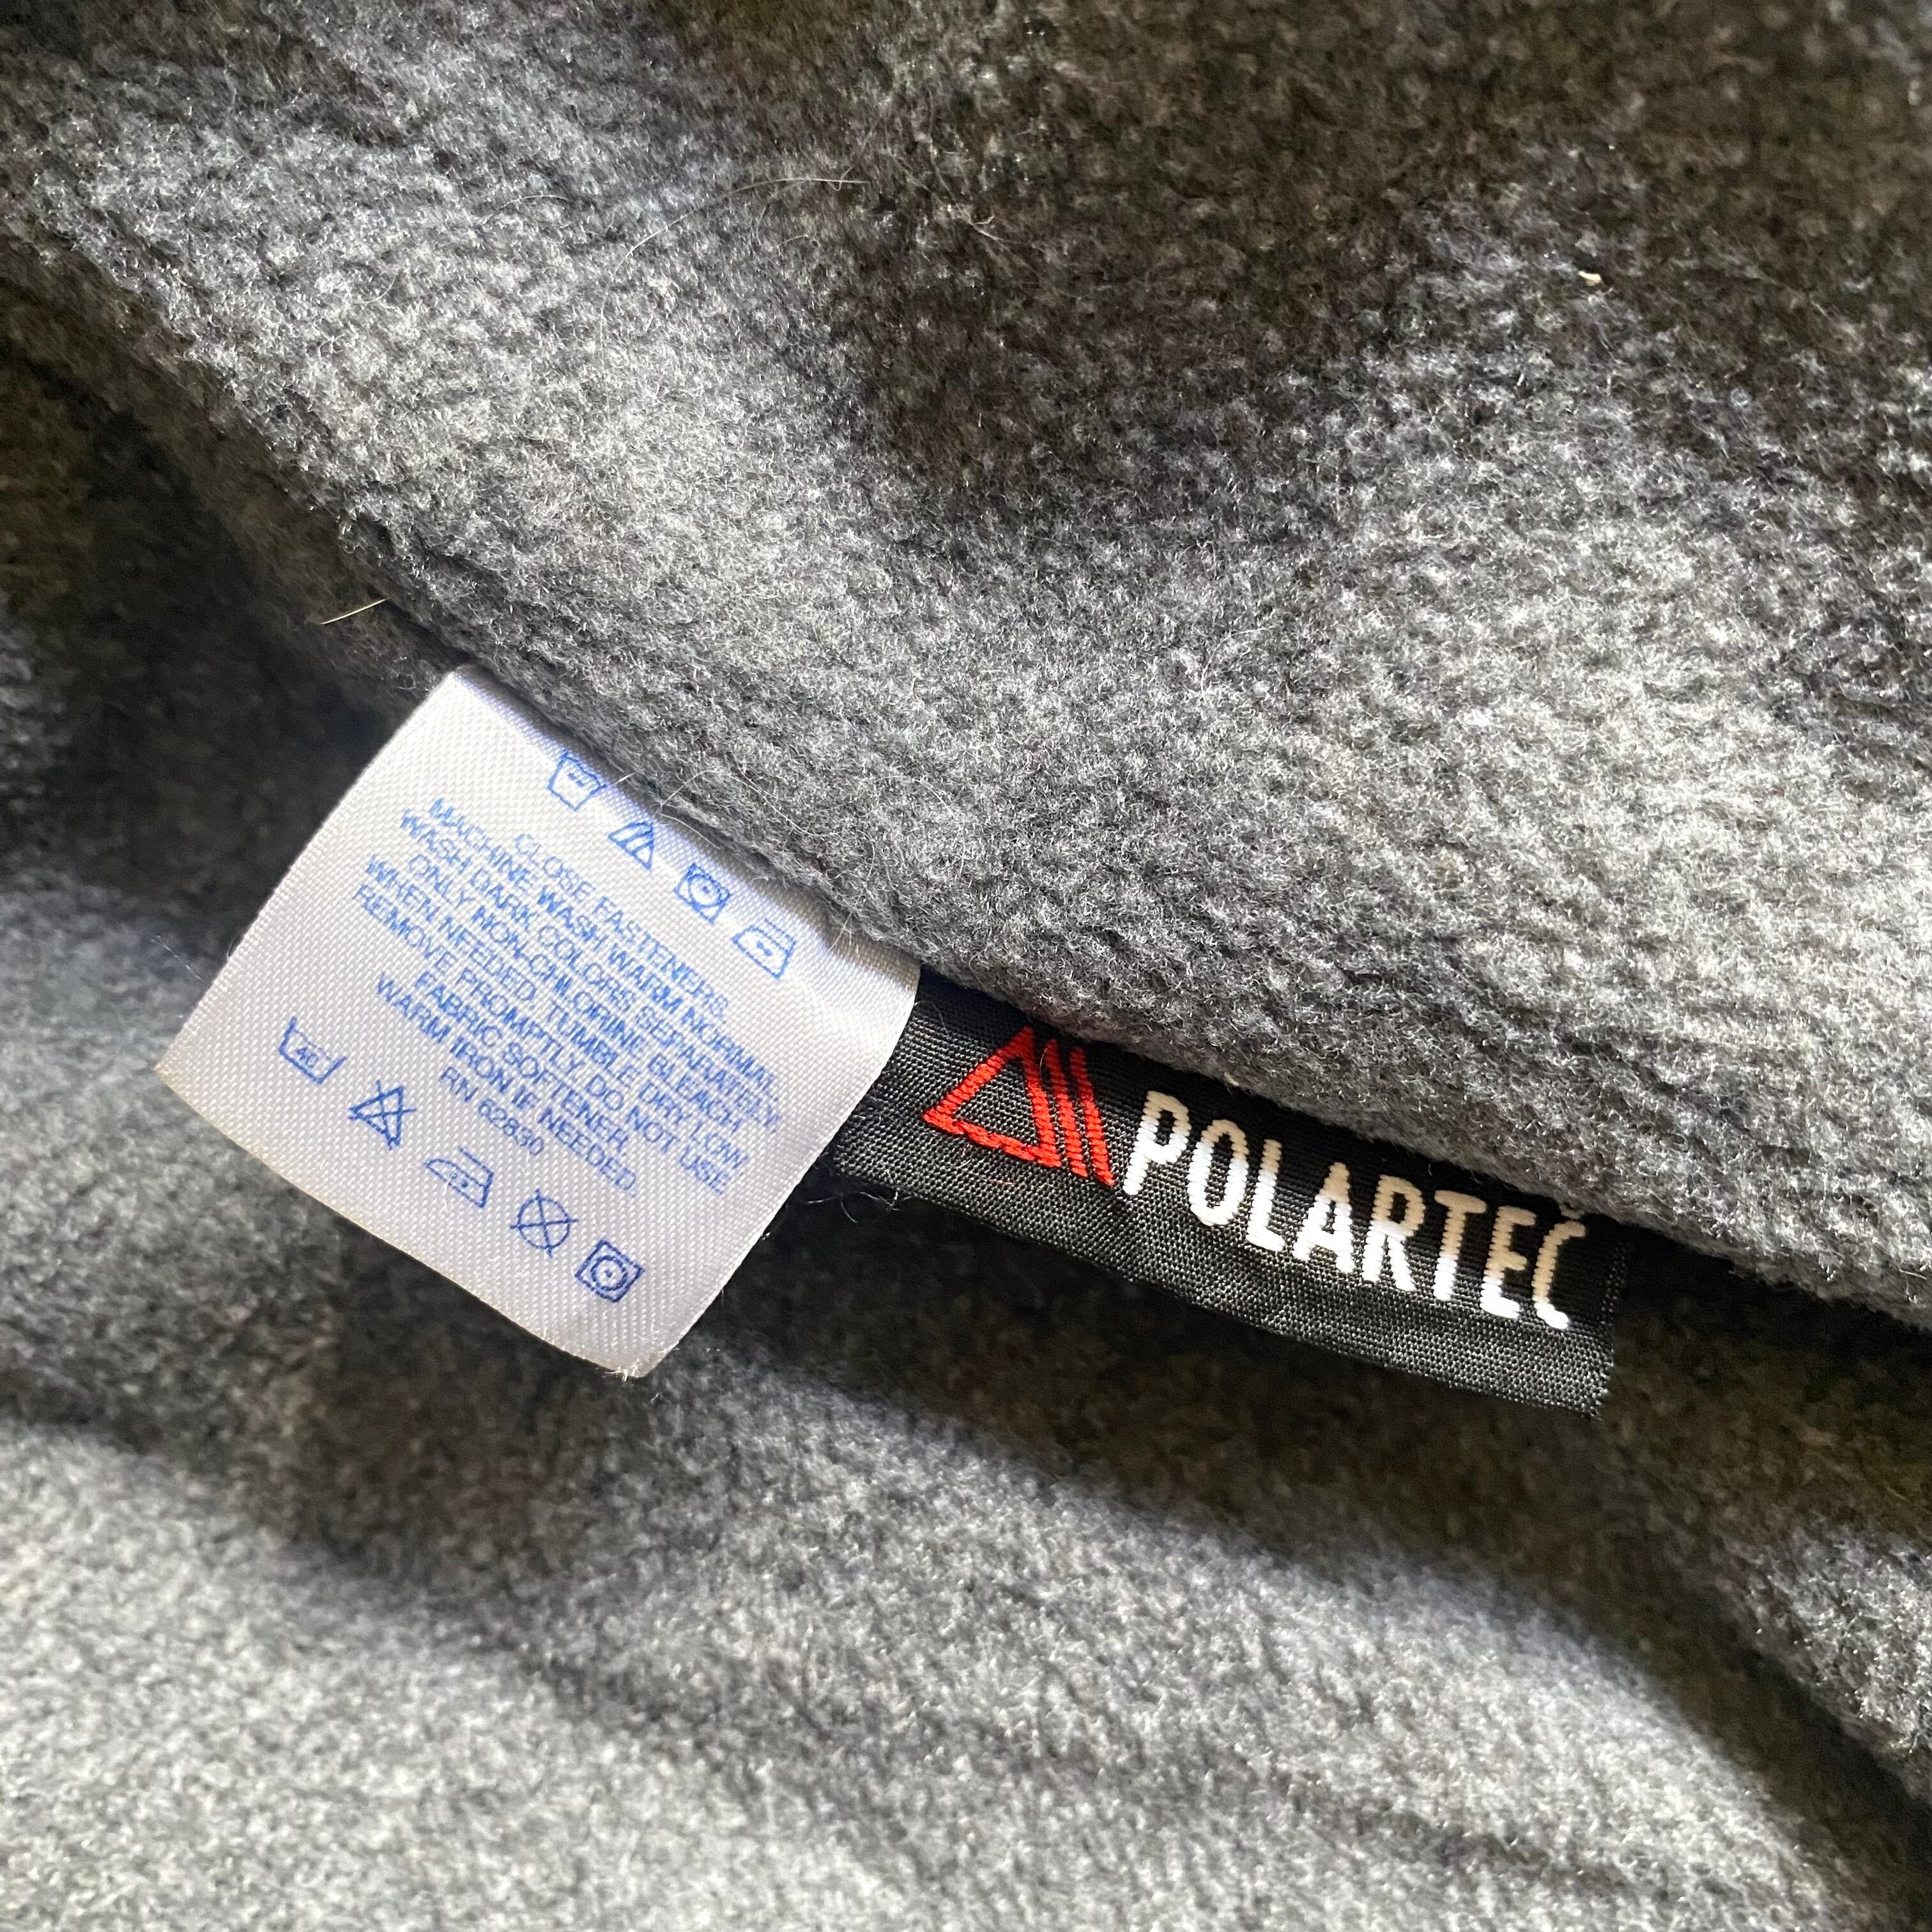 CLOSE FASTENERS.
MACHINE WASH WARM NORMAL.
WASH DARK COLORS SEPARATELY.
ONLY NON-CHLORINE BLEACH
WHEN NEEDED. TUMBLE DRY LOW.
REMOVE PROMPTLY. DO NOT USE
FABRIC SOFTENER.
WARM IRON IF NEEDED.
RN 62830
40
POLARTEC